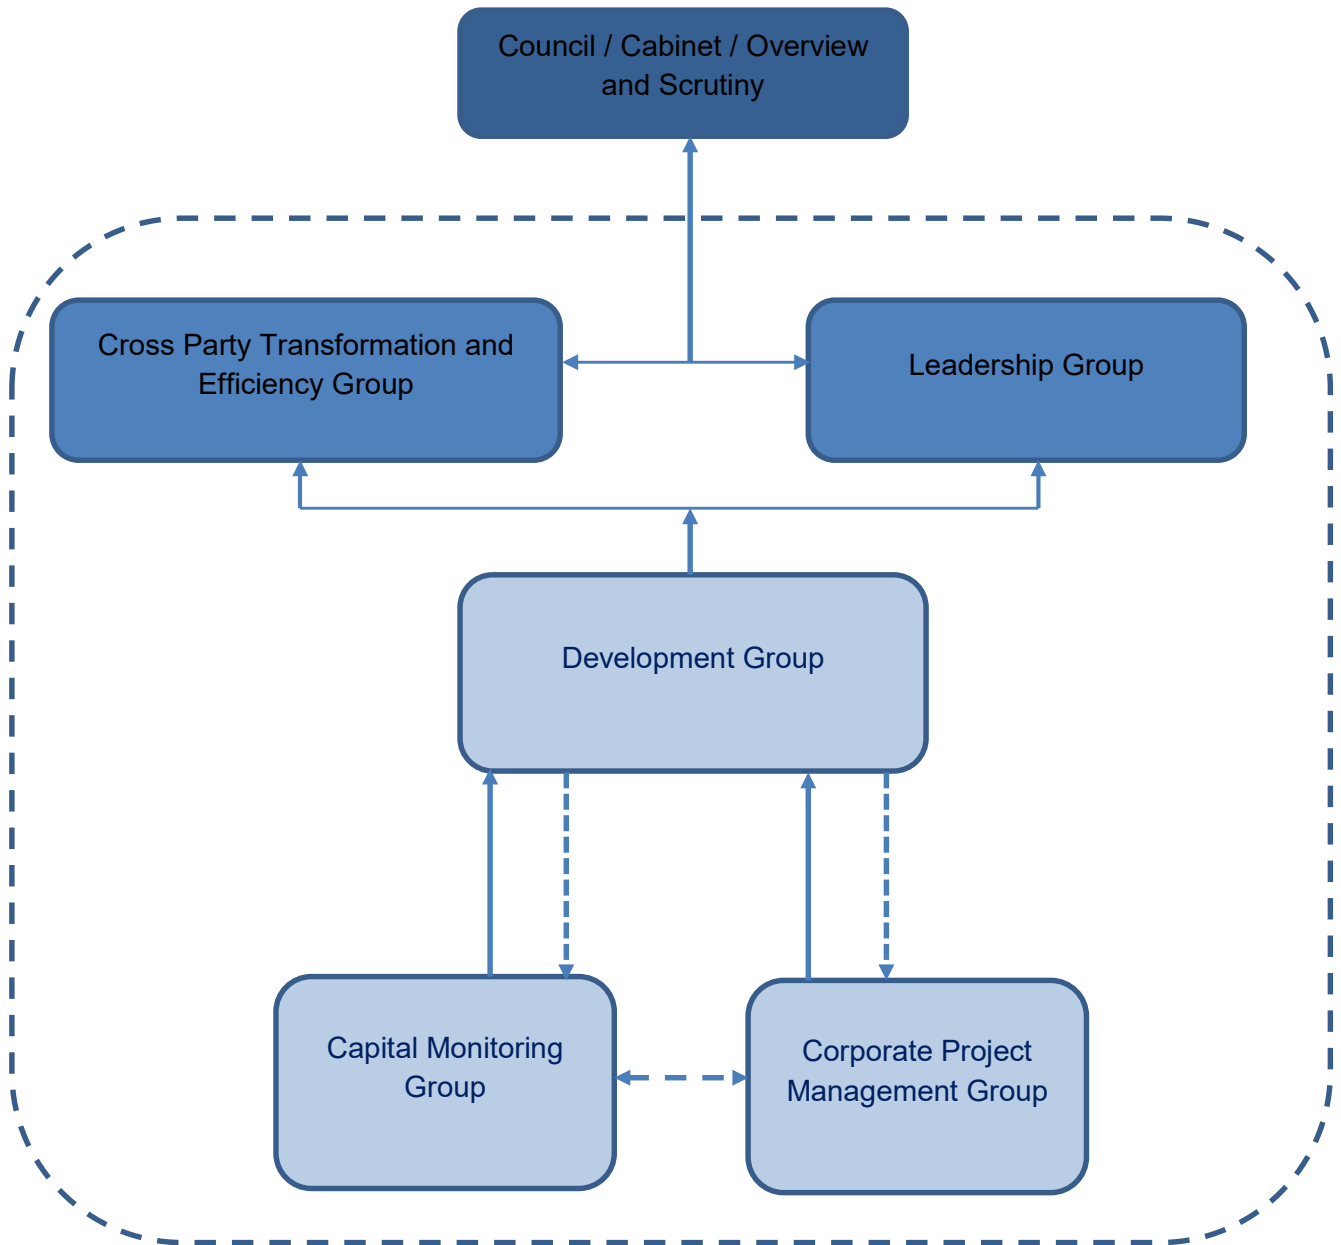 Council / Cabinet / Overview
and Scrutiny
Cross Party Transformation and
Efficiency Group
Leadership Group
Development Group
Capital Monitoring
Group
Corporate Project
Management Group